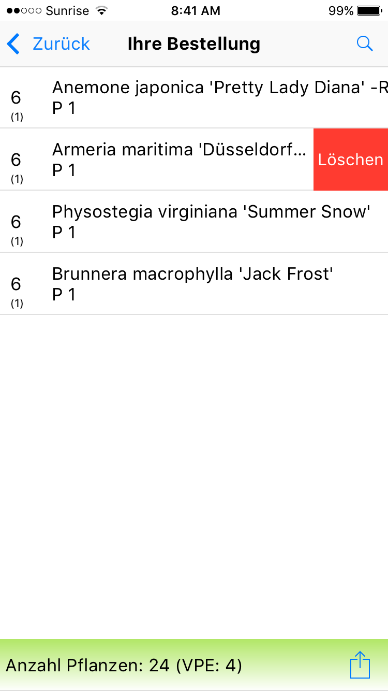 Sunrise 8:41 AM 99%
Zurück Ihre Bestellung
Anemone japonica 'Pretty Lady Diana' -R
6 P 1
(1)
Armeria maritima 'Düsseldorf... Löschen
6 P 1
(1)
Physostegia virginiana 'Summer Snow'
6 P 1
(1)
Brunnera macrophylla 'Jack Frost'
6 P 1
(1)
Anzahl Pflanzen: 24 (VPE: 4)